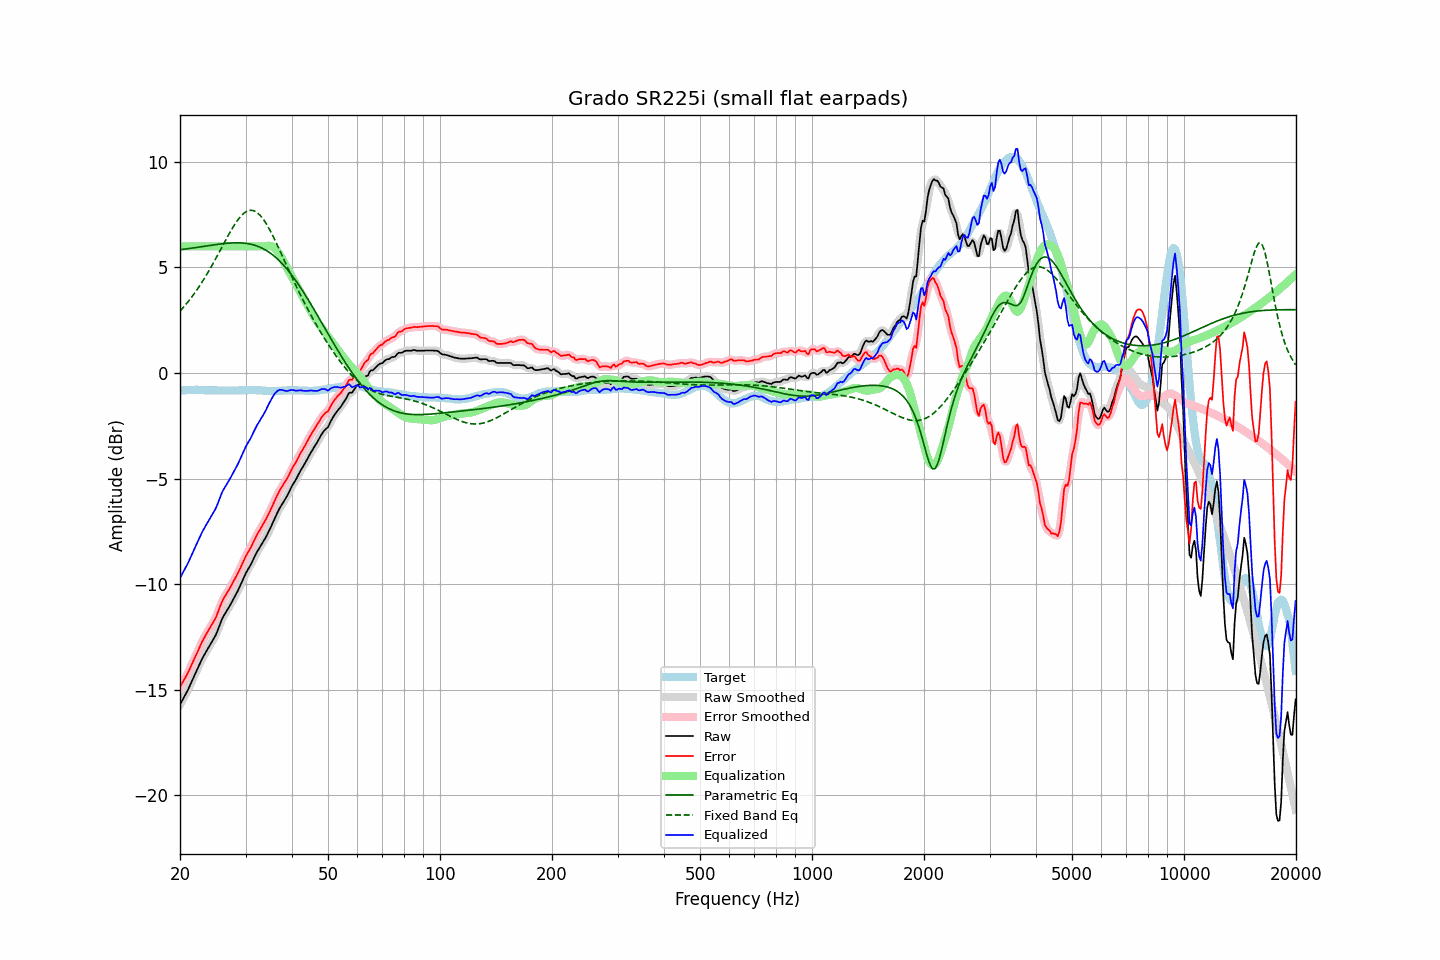 Grado SR225i (small flat earpads)
Amplitude (dBr)
10
5
0
−5
−10
−15
−20
Target
Raw Smoothed
Error Smoothed
Raw
Error
Equalization
Parametric Eq
Fixed Band Eq
Equalized
20
50
100
200
500
1000
2000
5000
10000
20000
Frequency (Hz)